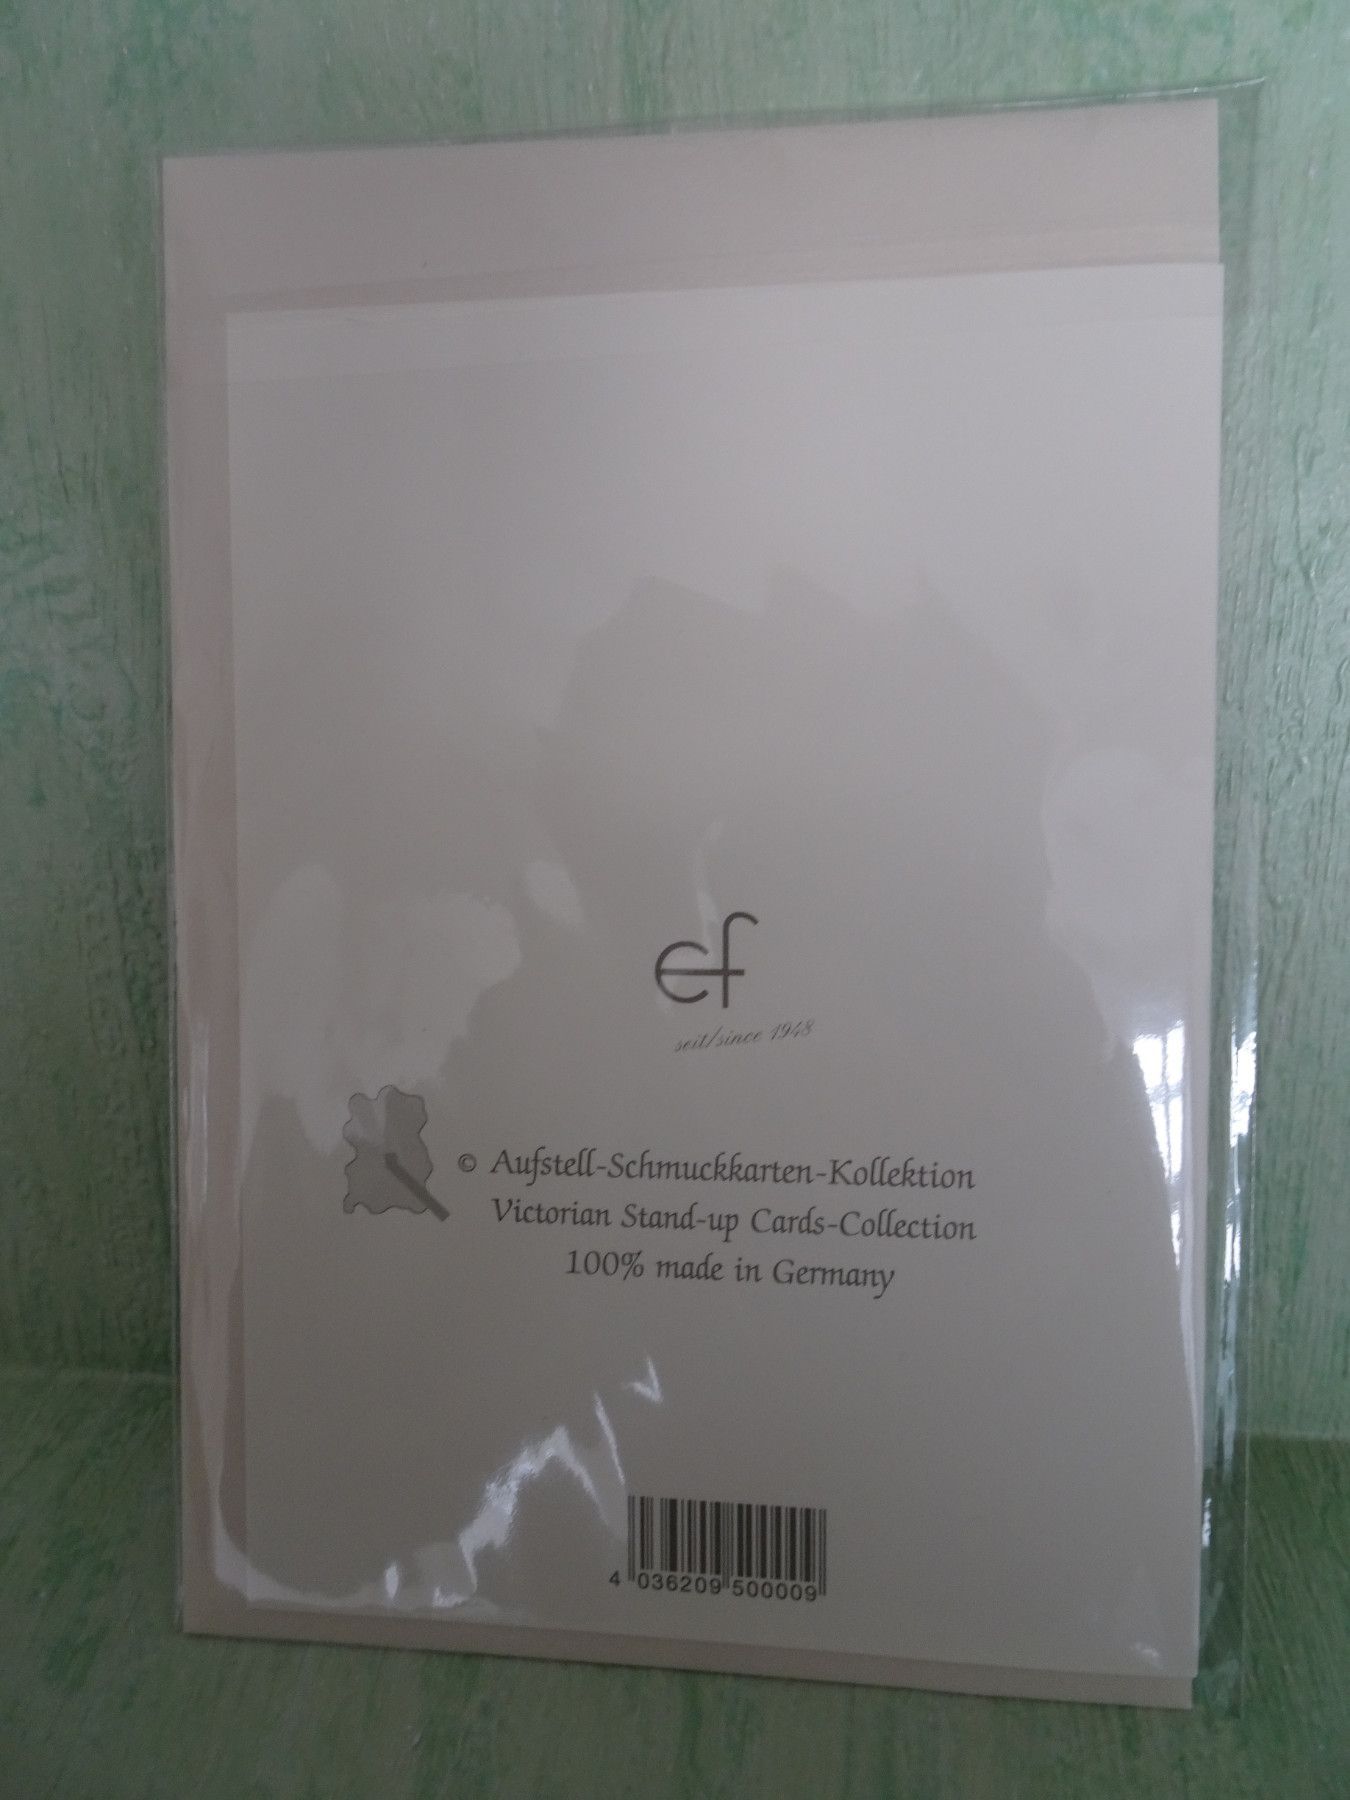 ef
seit/since 1948
© Aufstell-Schmuckkarten-Kollektion
Victorian Stand-up Cards-Collection
100% made in Germany
4 036209 500009